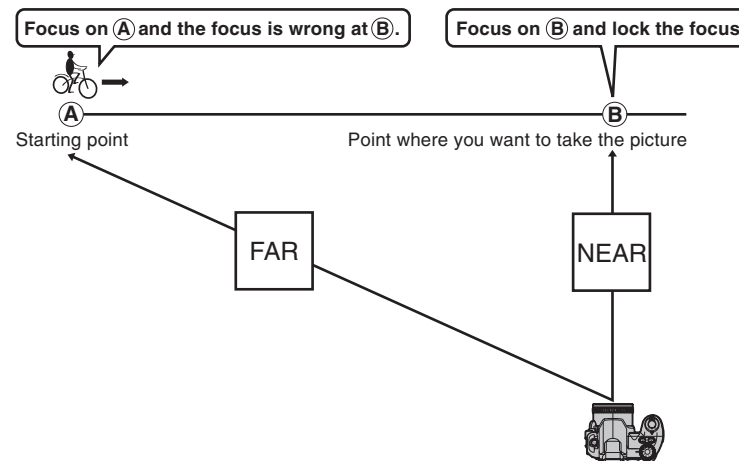 Focus on Ⓐ and the focus is wrong at Ⓑ.
Focus on Ⓑ and lock the focus
Ⓐ
Ⓑ
Starting point
Point where you want to take the picture
FAR
NEAR